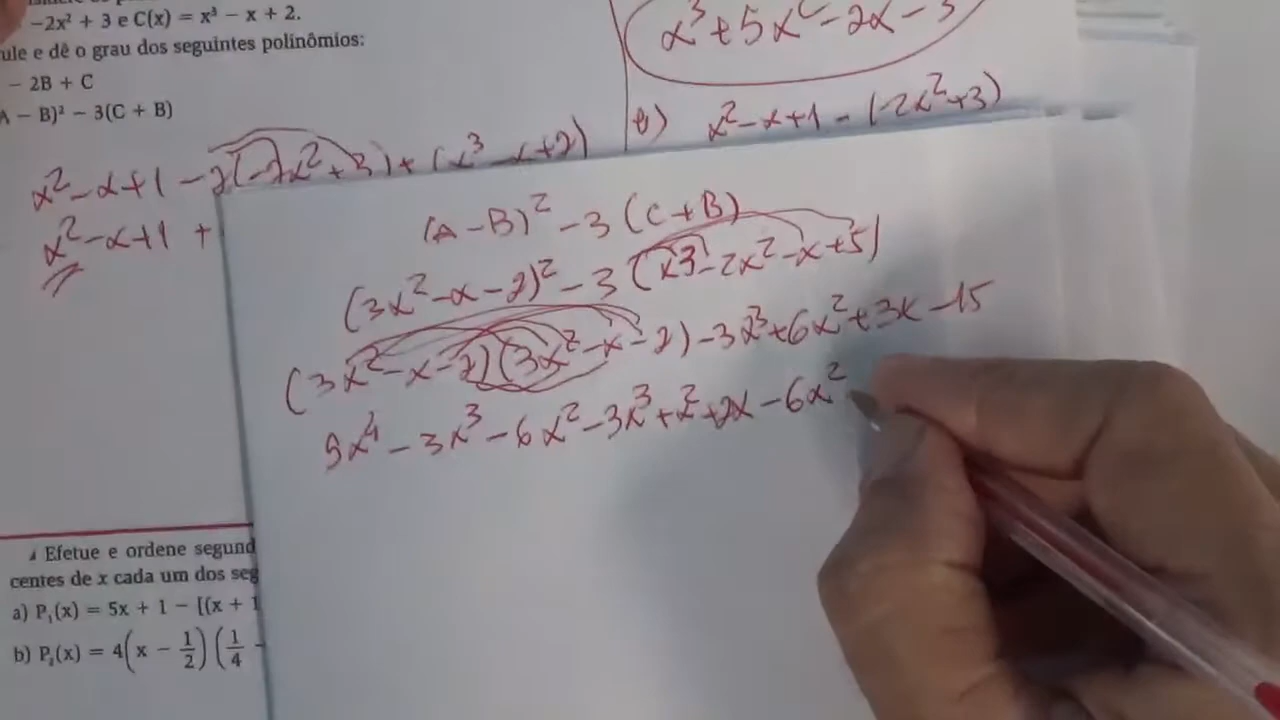 -2x² + 3 e C(x) = x³ − x + 2.
ule e dê o grau dos seguintes polinômios:
− 2B + C
A − B)² − 3(C + B)
x² - x + 1 - 2(-2x² + 3) + (x³ - x + 2)
x² - x + 1 +
x³ + 5x² - 2x - 3
b) x² - x + 1 - (-2x² + 3)
(A - B)² - 3 (C + B)
(3x² - x - 2)² - 3 (x3 - 2x² - x + 5)
(3x² - x - 2)(3x² - x - 2) - 3x³ + 6x² + 3x - 15
9x⁴ - 3x³ - 6x² - 3x³ + x² + 2x - 6x²
Efetue e ordene segund
centes de x cada um dos seg
a) P₁(x) = 5x + 1 − [(x + 1
b) P₂(x) = 4(x − 1/2)(1/4 −